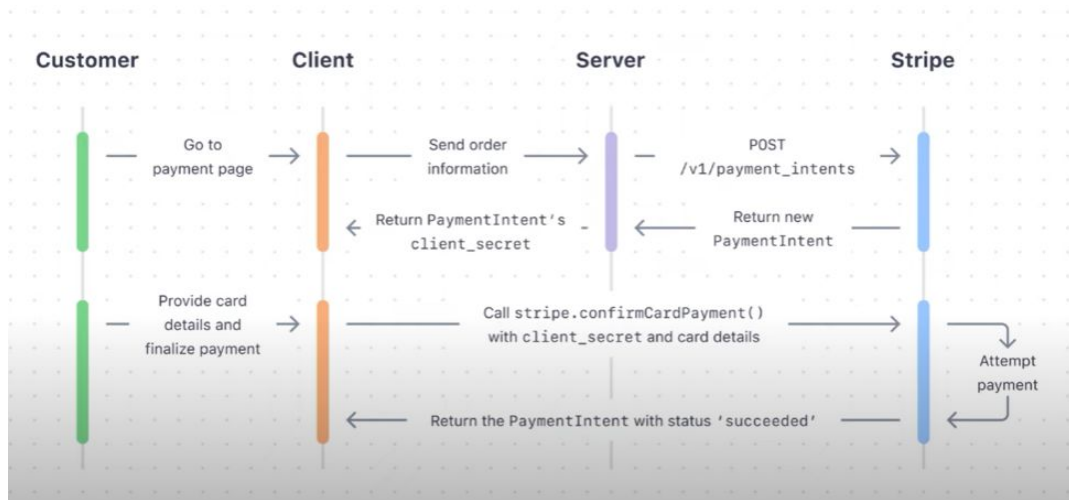 Customer
Client
Server
Stripe
Go to
payment page
Send order
information
POST
/v1/payment_intents
Return PaymentIntent‘s
client_secret
Return new
PaymentIntent
Provide card
details and
finalize payment
Call stripe.confirmCardPayment()
with client_secret and card details
Attempt
payment
Return the PaymentIntent with status ‘succeeded’